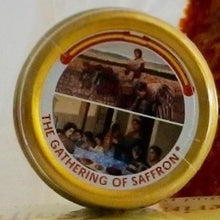 THE GATHERING OF SAFFRON®